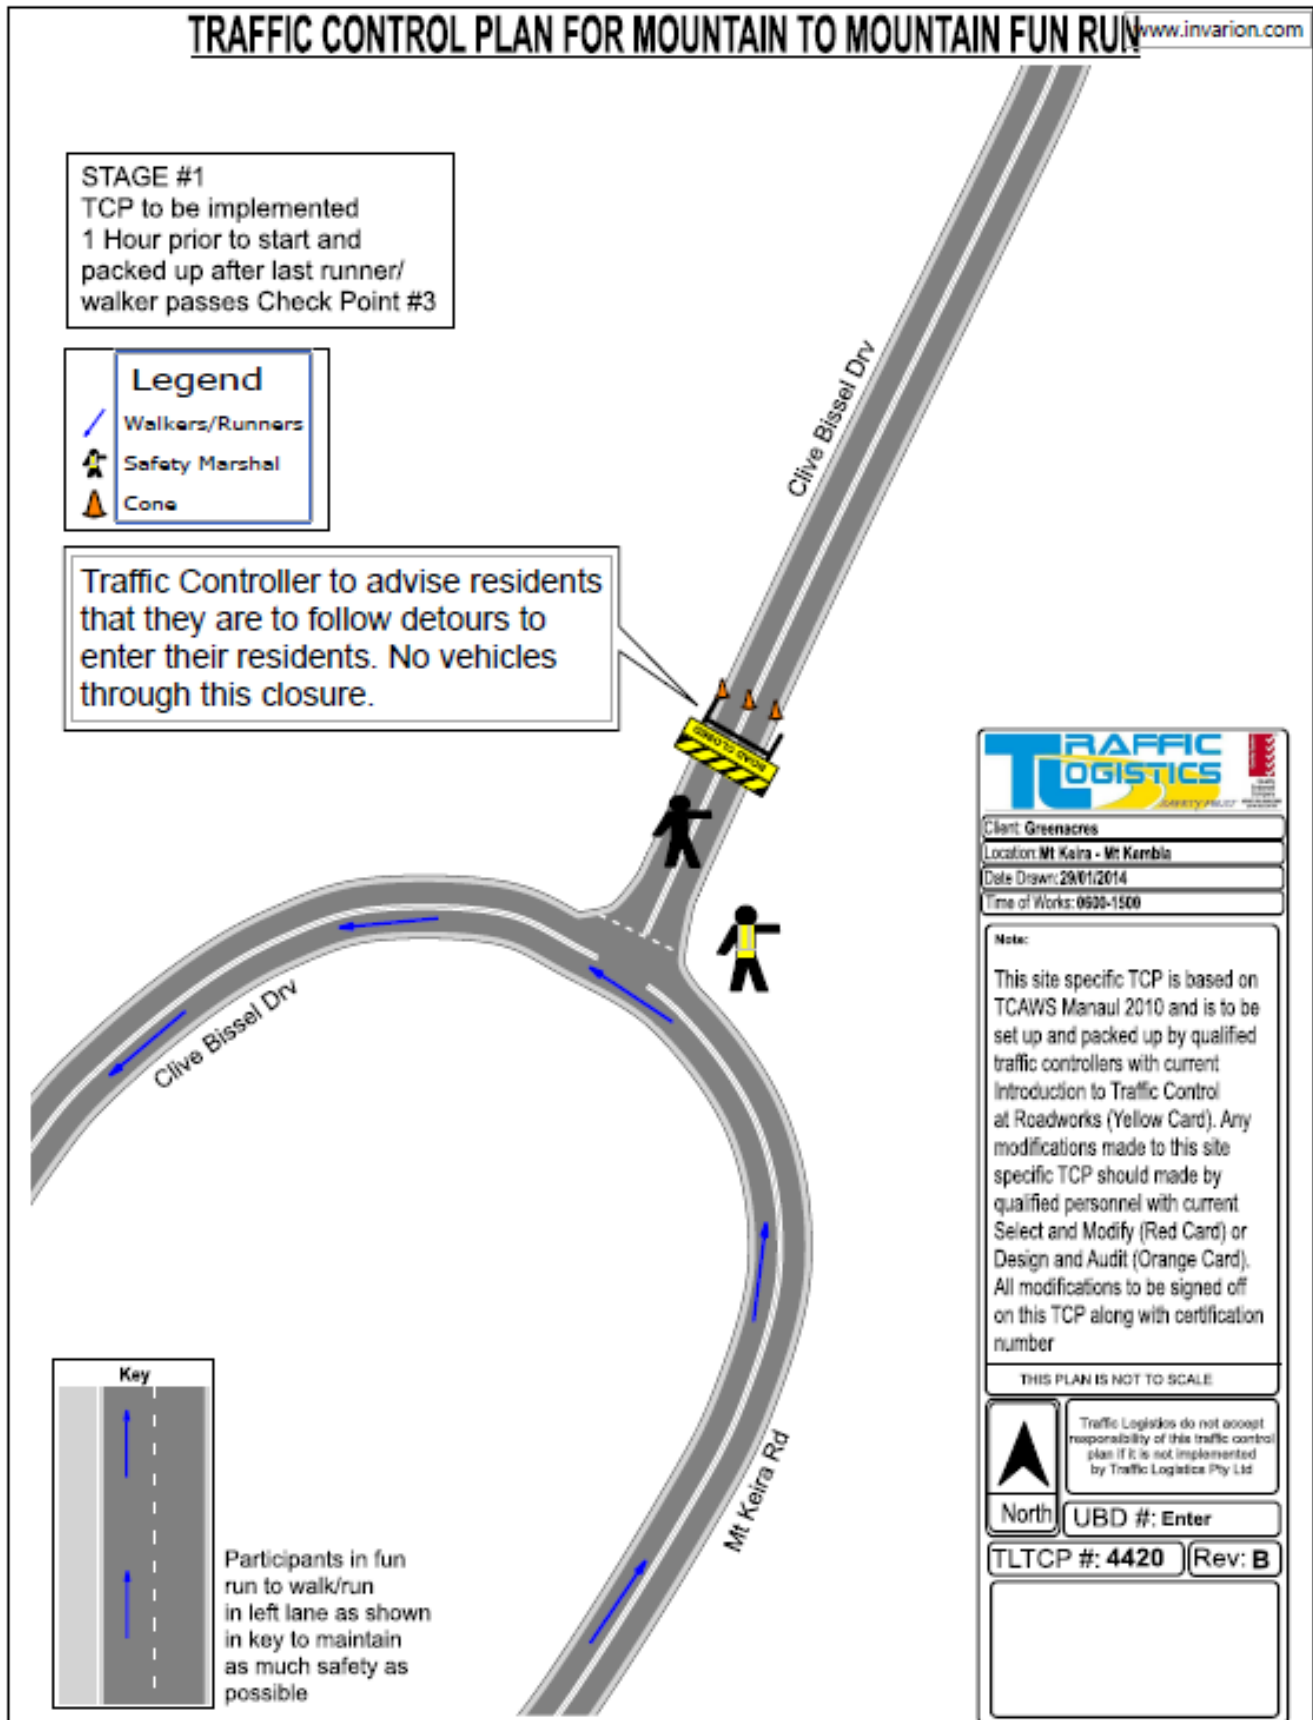 TRAFFIC CONTROL PLAN FOR MOUNTAIN TO MOUNTAIN FUN RUN
www.invarion.com
STAGE #1
TCP to be implemented
1 Hour prior to start and
packed up after last runner/
walker passes Check Point #3
Legend
Walkers/Runners
Safety Marshal
Cone
Clive Bissel Drv
Traffic Controller to advise residents
that they are to follow detours to
enter their residents. No vehicles
through this closure.
ROAD CLOSED
Clive Bissel Drv
Mt Keira Rd
Key
Participants in fun
run to walk/run
in left lane as shown
in key to maintain
as much safety as
possible
TRAFFIC
LOGISTICS
SAFETY FIRST
Client: Greenacres
Location: Mt Keira - Mt Kembla
Date Drawn: 29/01/2014
Time of Works: 0600-1500
Note:
This site specific TCP is based on
TCAWS Manaul 2010 and is to be
set up and packed up by qualified
traffic controllers with current
Introduction to Traffic Control
at Roadworks (Yellow Card). Any
modifications made to this site
specific TCP should made by
qualified personnel with current
Select and Modify (Red Card) or
Design and Audit (Orange Card).
All modifications to be signed off
on this TCP along with certification
number
THIS PLAN IS NOT TO SCALE
North
Traffic Logistics do not accept
responsibility of this traffic control
plan if it is not implemented
by Traffic Logistics Pty Ltd
UBD #: Enter
TLTCP #: 4420
Rev: B